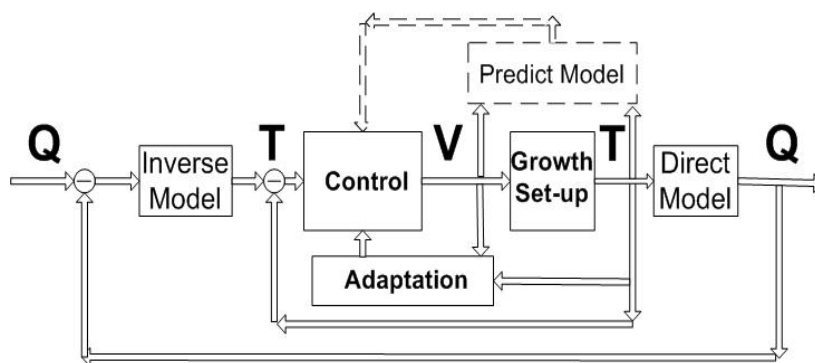 Predict Model
Q
Inverse
Model
T
Control
V
Growth
Set-up
T
Direct
Model
Q
Adaptation